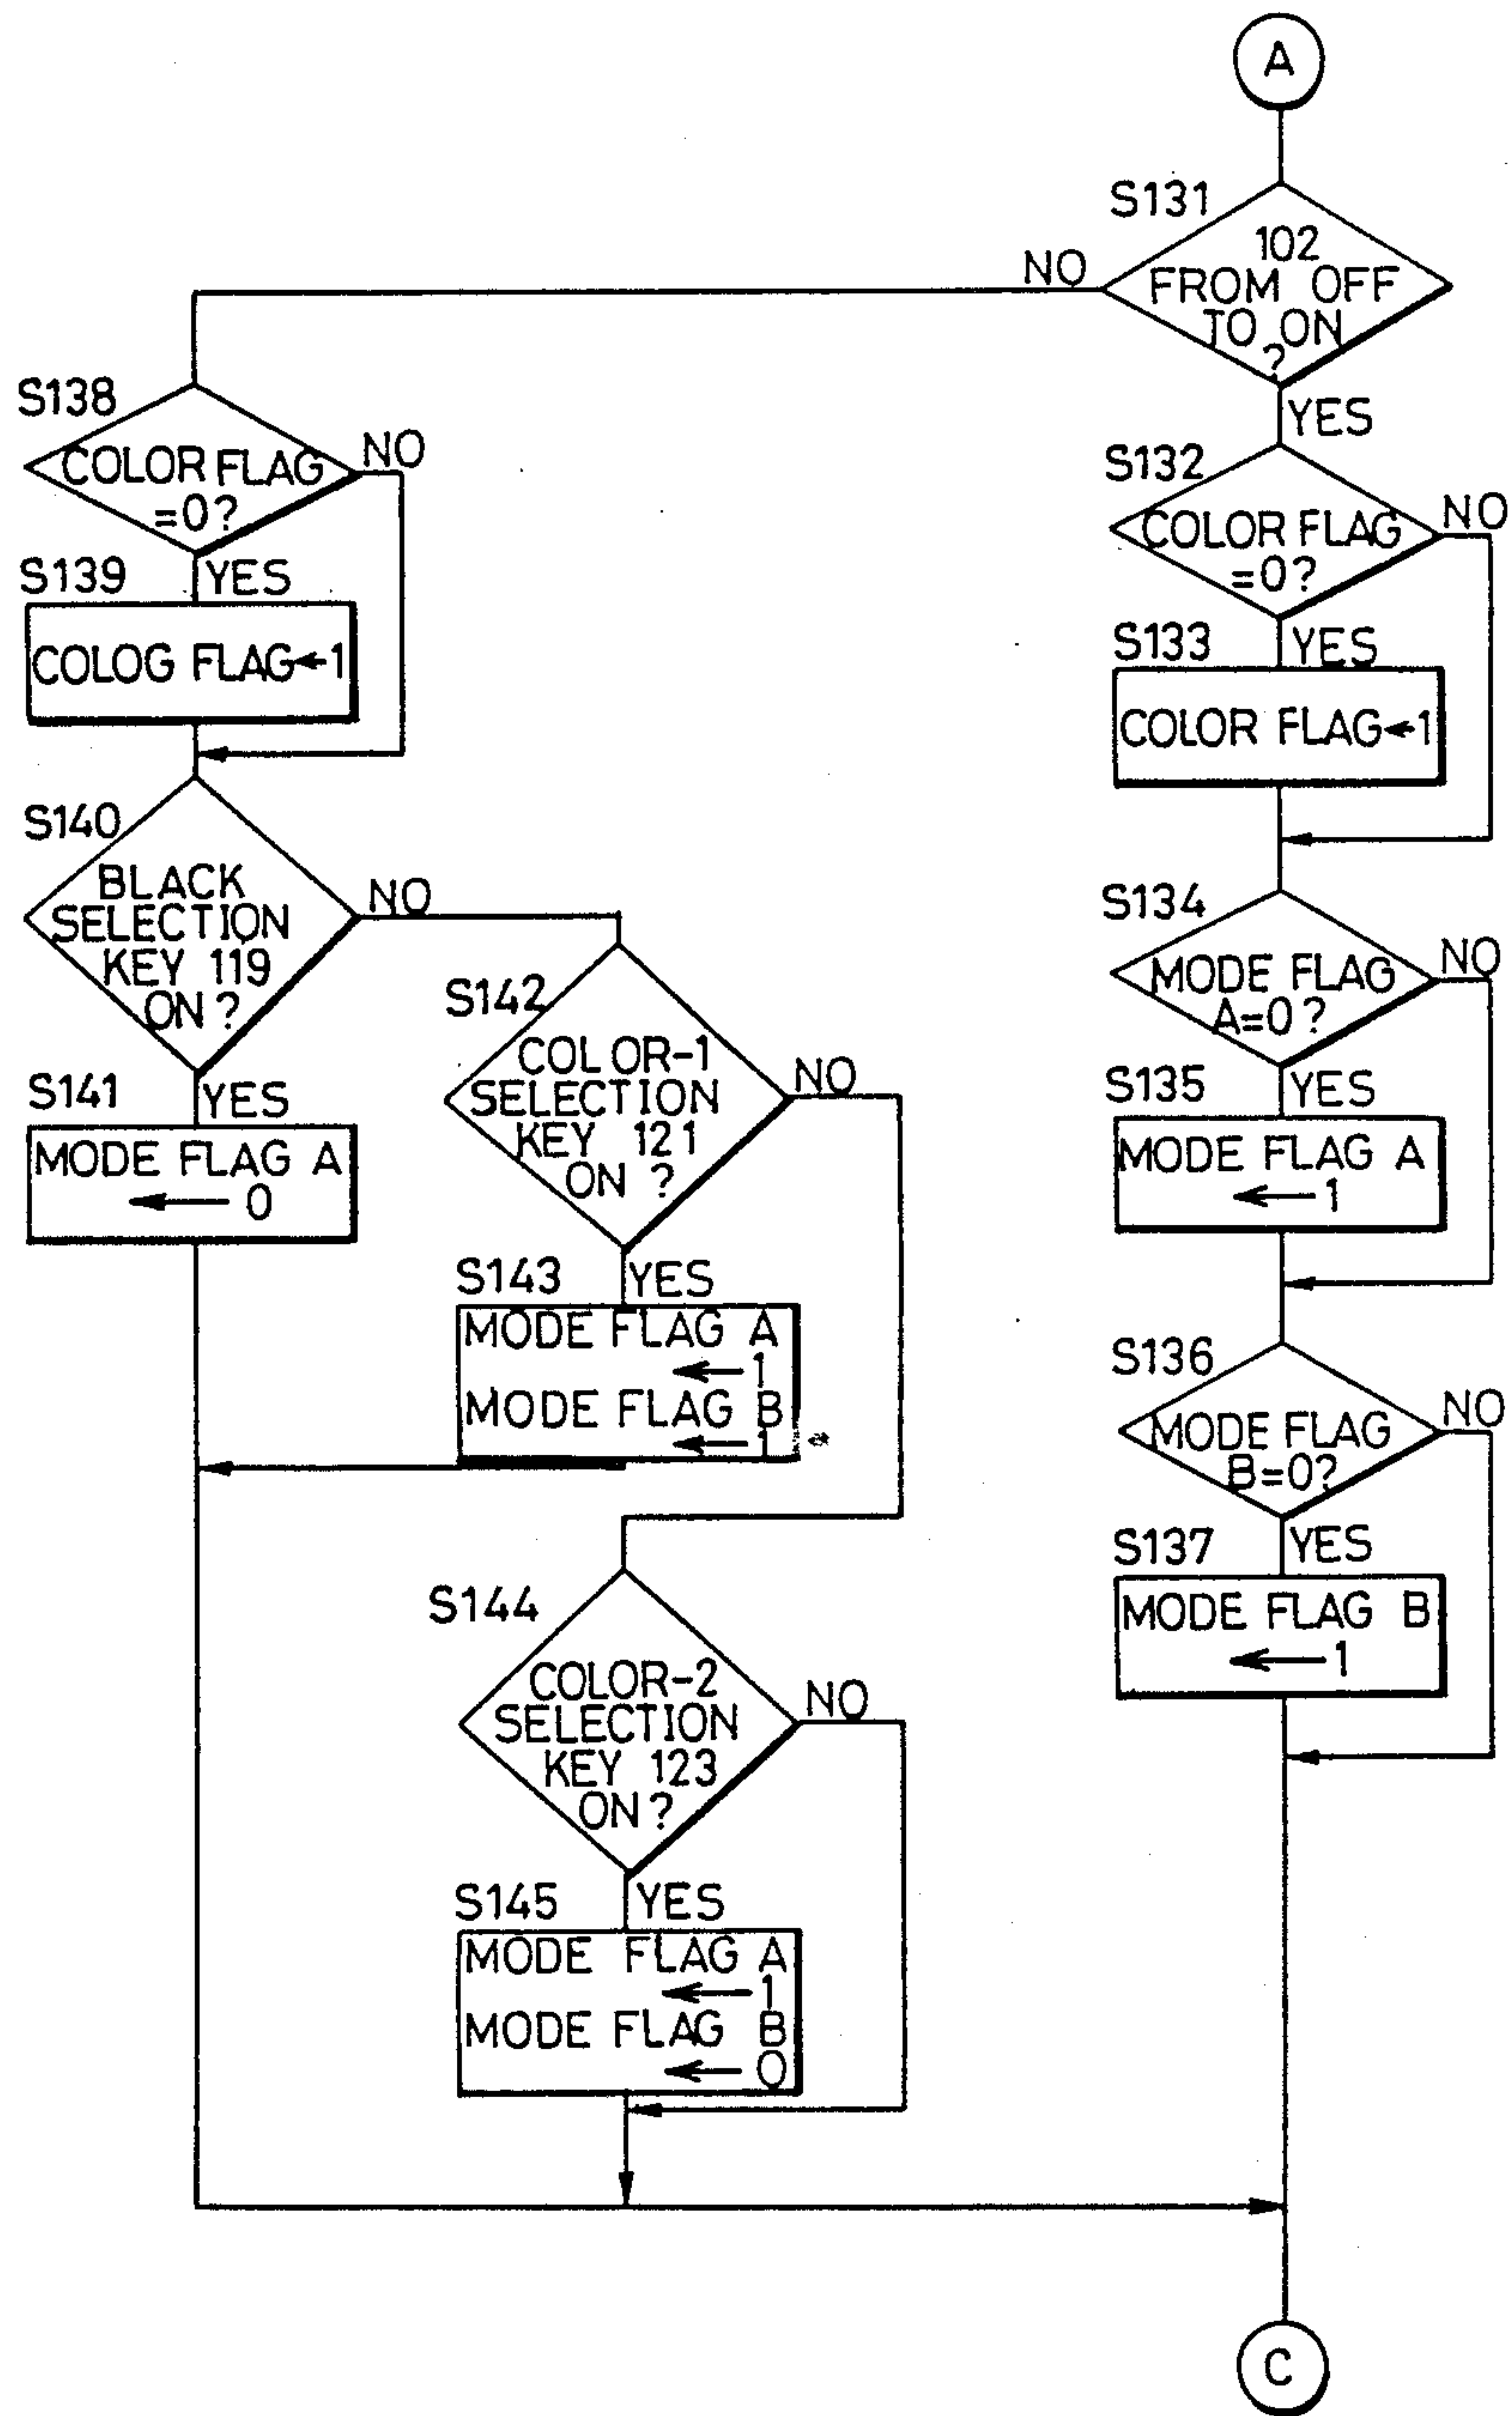 A
S131
102
FROM OFF
TO ON
?
NO
YES
S132
COLOR FLAG
=0?
NO
YES
S133
COLOR FLAG←1
S134
MODE FLAG
A=0?
NO
YES
S135
MODE FLAG A
←1
S136
MODE FLAG
B=0?
NO
YES
S137
MODE FLAG B
←1
S138
COLOR FLAG
=0?
NO
YES
S139
COLOG FLAG←1
S140
BLACK
SELECTION
KEY 119
ON?
NO
YES
S141
MODE FLAG A
←0
S142
COLOR-1
SELECTION
KEY 121
ON?
NO
YES
S143
MODE FLAG A
←1
MODE FLAG B
←1
S144
COLOR-2
SELECTION
KEY 123
ON?
NO
YES
S145
MODE FLAG A
←1
MODE FLAG B
←0
C